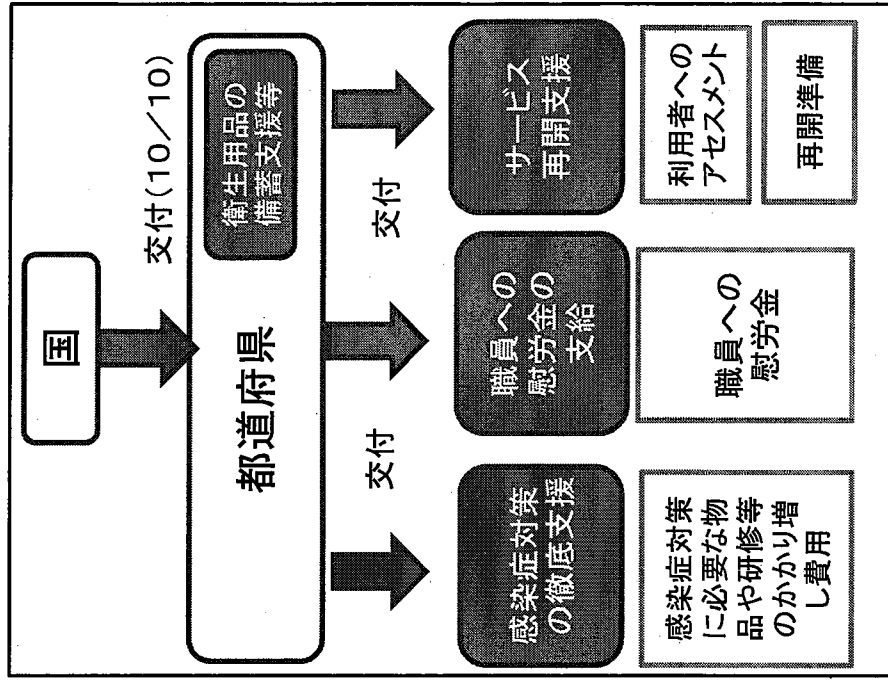 国
交付(10/10)
都道府県
衛生用品の
備蓄支援等
交付
交付
感染症対策
の徹底支援
職員への
慰労金の
支給
サービス
再開支援
感染症対策
に必要な物
品や研修等
のかかり増
し費用
職員への
慰労金
利用者への
アセスメント
再開準備